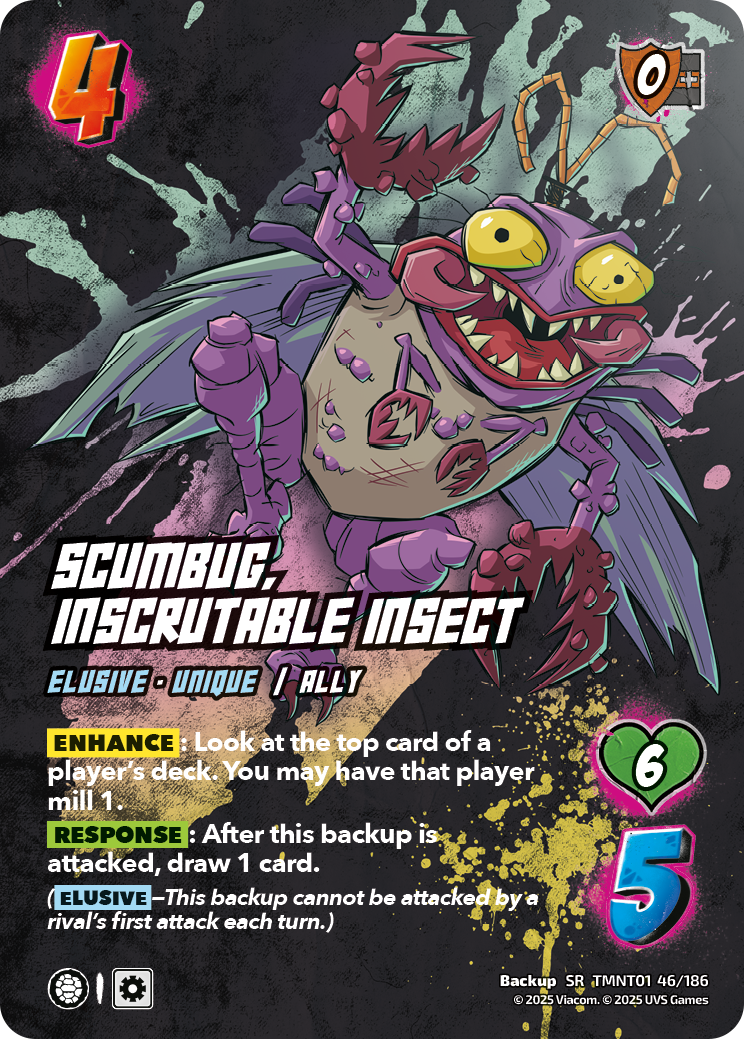 4
0
SCUMBUG,
INSCRUTABLE INSECT
ELUSIVE · UNIQUE | ALLY
ENHANCE: Look at the top card of a
player's deck. You may have that player
mill 1.
6
RESPONSE: After this backup is
attacked, draw 1 card.
(ELUSIVE—This backup cannot be attacked by a
rival's first attack each turn.)
5
Backup SR TMNT01 46/186
© 2025 Viacom. © 2025 UVS Games